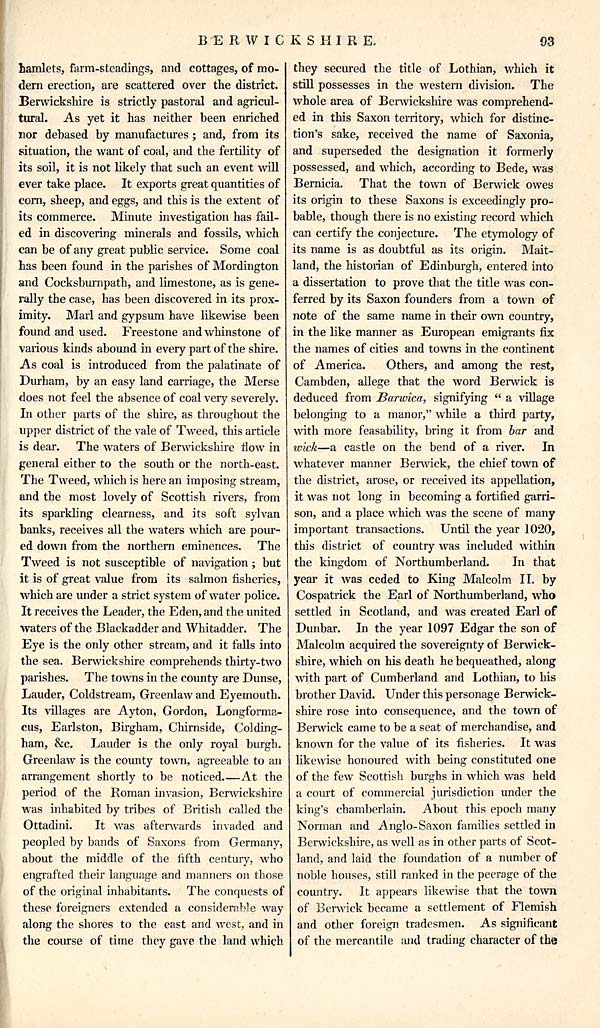 BERWICKSHIRE.
93
hamlets, farm-steadings, and cottages, of mo-
dern erection, are scattered over the district.
Berwickshire is strictly pastoral and agricul-
tural. As yet it has neither been enriched
nor debased by manufactures; and, from its
situation, the want of coal, and the fertility of
its soil, it is not likely that such an event will
ever take place. It exports great quantities of
corn, sheep, and eggs, and this is the extent of
its commerce. Minute investigation has fail-
ed in discovering minerals and fossils, which
can be of any great public service. Some coal
has been found in the parishes of Mordington
and Cocksburnpath, and limestone, as is gene-
rally the case, has been discovered in its prox-
imity. Marl and gypsum have likewise been
found and used. Freestone and whinstone of
various kinds abound in every part of the shire.
As coal is introduced from the palatinate of
Durham, by an easy land carriage, the Merse
does not feel the absence of coal very severely.
In other parts of the shire, as throughout the
upper district of the vale of Tweed, this article
is dear. The waters of Berwickshire flow in
general either to the south or the north-east.
The Tweed, which is here an imposing stream,
and the most lovely of Scottish rivers, from
its sparkling clearness, and its soft sylvan
banks, receives all the waters which are pour-
ed down from the northern eminences. The
Tweed is not susceptible of navigation; but
it is of great value from its salmon fisheries,
which are under a strict system of water police.
It receives the Leader, the Eden, and the united
waters of the Blackadder and Whitadder. The
Eye is the only other stream, and it falls into
the sea. Berwickshire comprehends thirty-two
parishes. The towns in the county are Dunse,
Lauder, Coldstream, Greenlaw and Eyemouth.
Its villages are Ayton, Gordon, Longforma-
cus, Earlston, Birgham, Chirnside, Colding-
ham, &c. Lauder is the only royal burgh.
Greenlaw is the county town, agreeable to an
arrangement shortly to be noticed.—At the
period of the Roman invasion, Berwickshire
was inhabited by tribes of British called the
Ottadini. It was afterwards invaded and
peopled by bands of Saxons from Germany,
about the middle of the fifth century, who
engrafted their language and manners on those
of the original inhabitants. The conquests of
these foreigners extended a considerable way
along the shores to the east and west, and in
the course of time they gave the land which
they secured the title of Lothian, which it
still possesses in the western division. The
whole area of Berwickshire was comprehend-
ed in this Saxon territory, which for distinc-
tion's sake, received the name of Saxonia,
and superseded the designation it formerly
possessed, and which, according to Bede, was
Bernicia. That the town of Berwick owes
its origin to these Saxons is exceedingly pro-
bable, though there is no existing record which
can certify the conjecture. The etymology of
its name is as doubtful as its origin. Mait-
land, the historian of Edinburgh, entered into
a dissertation to prove that the title was con-
ferred by its Saxon founders from a town of
note of the same name in their own country,
in the like manner as European emigrants fix
the names of cities and towns in the continent
of America. Others, and among the rest,
Cambden, allege that the word Berwick is
deduced from Barwica, signifying " a village
belonging to a manor," while a third party,
with more feasability, bring it from bar and
wick—a castle on the bend of a river. In
whatever manner Berwick, the chief town of
the district, arose, or received its appellation,
it was not long in becoming a fortified garri-
son, and a place which was the scene of many
important transactions. Until the year 1020,
this district of country was included within
the kingdom of Northumberland. In that
year it was ceded to King Malcolm II. by
Cospatrick the Earl of Northumberland, who
settled in Scotland, and was created Earl of
Dunbar. In the year 1097 Edgar the son of
Malcolm acquired the sovereignty of Berwick-
shire, which on his death he bequeathed, along
with part of Cumberland and Lothian, to his
brother David. Under this personage Berwick-
shire rose into consequence, and the town of
Berwick came to be a seat of merchandise, and
known for the value of its fisheries. It was
likewise honoured with being constituted one
of the few Scottish burghs in which was held
a court of commercial jurisdiction under the
king's chamberlain. About this epoch many
Norman and Anglo-Saxon families settled in
Berwickshire, as well as in other parts of Scot-
land, and laid the foundation of a number of
noble houses, still ranked in the peerage of the
country. It appears likewise that the town
of Berwick became a settlement of Flemish
and other foreign tradesmen. As significant
of the mercantile and trading character of the